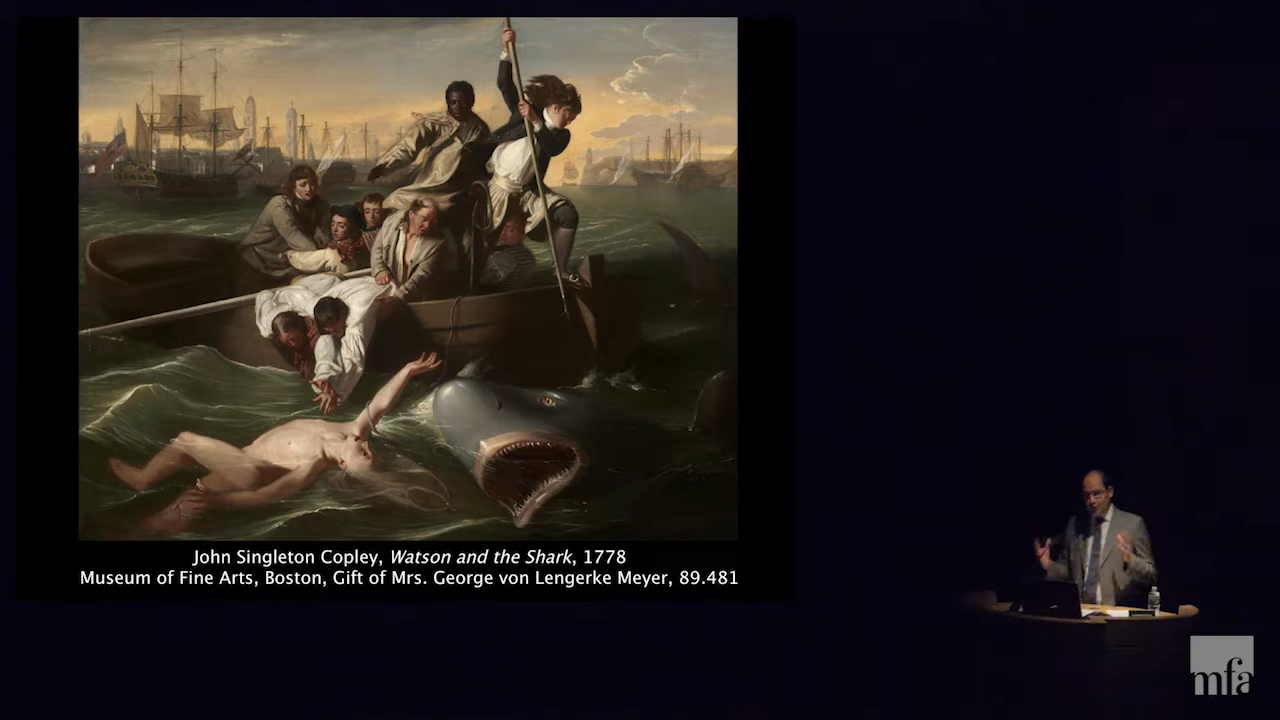 John Singleton Copley, Watson and the Shark, 1778
Museum of Fine Arts, Boston, Gift of Mrs. George von Lengerke Meyer, 89.481
mfa